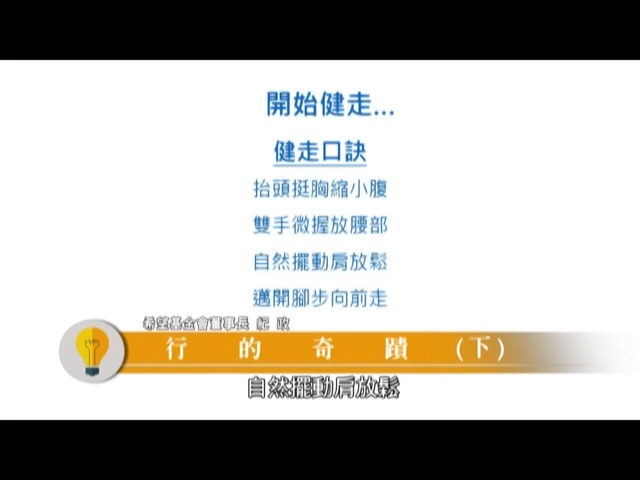 開始健走...
健走口訣
抬頭挺胸縮小腹
雙手微握放腰部
自然擺動肩放鬆
邁開腳步向前走
希望基金會董事長 紀 政
行的奇蹟(下)
自然擺動肩放鬆